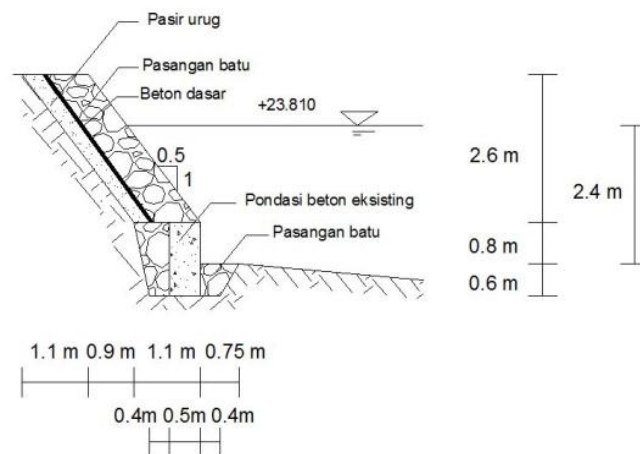 Pasir urug
Pasangan batu
Beton dasar
+23.810
0.5
1
2.6 m
2.4 m
Pondasi beton eksisting
Pasangan batu
0.8 m
0.6 m
1.1 m 0.9 m 1.1 m 0.75 m
0.4m 0.5m 0.4m